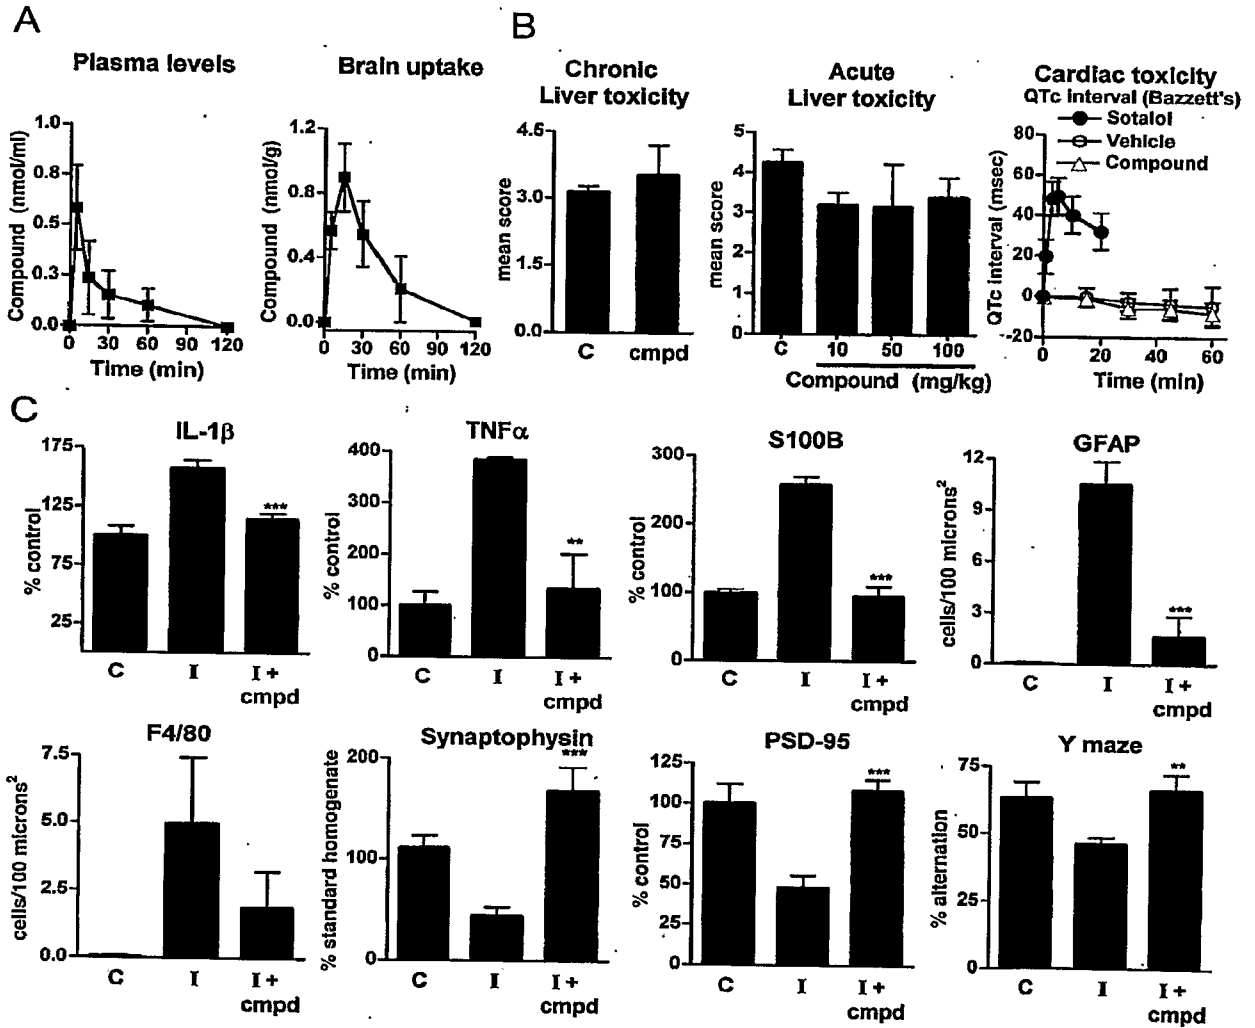 A
Plasma levels
Compound (nmol/ml)
1.0
0.8
0.5
0.3
0.0
0 30 60 90 120
Time (min)
Brain uptake
Compound (nmol/g)
1.2
0.8
0.4
0.0
0 30 60 90 120
Time (min)
B
Chronic
Liver toxicity
mean score
4.5
3.0
1.5
0.0
C cmpd
Acute
Liver toxicity
mean score
5
4
3
2
1
0
C 10 50 100
Compound (mg/kg)
Cardiac toxicity
QTc interval (Bazzett's)
Sotalol
Vehicle
Compound
QTc interval (msec)
80
60
40
20
0
-20
0 20 40 60
Time (min)
C
IL-1β
% control
175
125
75
25
***
C I I +
cmpd
TNFα
% control
400
300
200
100
0
**
C I I +
cmpd
S100B
% control
300
200
100
0
***
C I I +
cmpd
GFAP
cells/100 microns²
12
9
6
3
0
***
C I I +
cmpd
F4/80
cells/100 microns²
7.5
5.0
2.5
0.0
C I I +
cmpd
Synaptophysin
% standard homogenate
200
100
0
***
C I I +
cmpd
PSD-95
% control
125
100
75
50
25
0
***
C I I +
cmpd
Y maze
% alternation
75
50
25
0
**
C I I +
cmpd